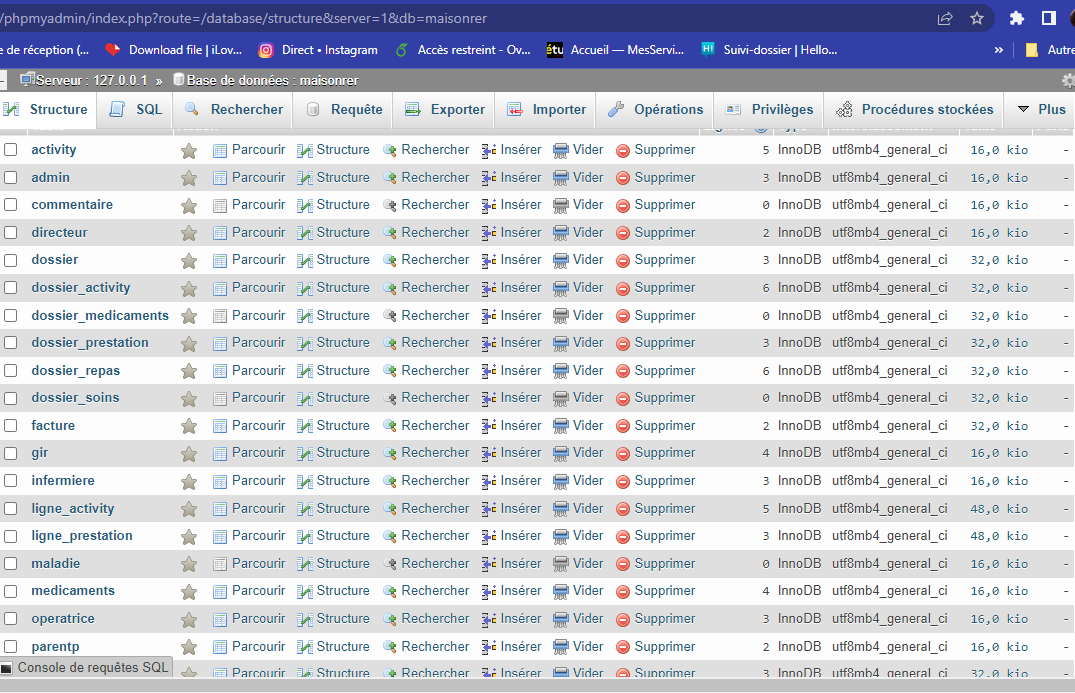 /phpmyadmin/index.php?route=/database/structure&server=1&db=maisonrer
e de réception (... Download file | iLov... Direct • Instagram Accès restreint - Ov... étu Accueil — MesServi... H! Suivi-dossier | Hello... » Autre
Serveur : 127.0.0.1 » Base de données : maisonrer
Structure SQL Rechercher Requête Exporter Importer Opérations Privilèges Procédures stockées Plus
activity Parcourir Structure Rechercher Insérer Vider Supprimer 5 InnoDB utf8mb4_general_ci 16,0 kio -
admin Parcourir Structure Rechercher Insérer Vider Supprimer 3 InnoDB utf8mb4_general_ci 16,0 kio -
commentaire Parcourir Structure Rechercher Insérer Vider Supprimer 0 InnoDB utf8mb4_general_ci 16,0 kio -
directeur Parcourir Structure Rechercher Insérer Vider Supprimer 2 InnoDB utf8mb4_general_ci 16,0 kio -
dossier Parcourir Structure Rechercher Insérer Vider Supprimer 3 InnoDB utf8mb4_general_ci 32,0 kio -
dossier_activity Parcourir Structure Rechercher Insérer Vider Supprimer 6 InnoDB utf8mb4_general_ci 32,0 kio -
dossier_medicaments Parcourir Structure Rechercher Insérer Vider Supprimer 0 InnoDB utf8mb4_general_ci 32,0 kio -
dossier_prestation Parcourir Structure Rechercher Insérer Vider Supprimer 3 InnoDB utf8mb4_general_ci 32,0 kio -
dossier_repas Parcourir Structure Rechercher Insérer Vider Supprimer 6 InnoDB utf8mb4_general_ci 32,0 kio -
dossier_soins Parcourir Structure Rechercher Insérer Vider Supprimer 0 InnoDB utf8mb4_general_ci 32,0 kio -
facture Parcourir Structure Rechercher Insérer Vider Supprimer 2 InnoDB utf8mb4_general_ci 32,0 kio -
gir Parcourir Structure Rechercher Insérer Vider Supprimer 4 InnoDB utf8mb4_general_ci 16,0 kio -
infermiere Parcourir Structure Rechercher Insérer Vider Supprimer 3 InnoDB utf8mb4_general_ci 16,0 kio -
ligne_activity Parcourir Structure Rechercher Insérer Vider Supprimer 5 InnoDB utf8mb4_general_ci 48,0 kio -
ligne_prestation Parcourir Structure Rechercher Insérer Vider Supprimer 3 InnoDB utf8mb4_general_ci 48,0 kio -
maladie Parcourir Structure Rechercher Insérer Vider Supprimer 0 InnoDB utf8mb4_general_ci 16,0 kio -
medicaments Parcourir Structure Rechercher Insérer Vider Supprimer 4 InnoDB utf8mb4_general_ci 16,0 kio -
operatrice Parcourir Structure Rechercher Insérer Vider Supprimer 3 InnoDB utf8mb4_general_ci 16,0 kio -
parentp Parcourir Structure Rechercher Insérer Vider Supprimer 2 InnoDB utf8mb4_general_ci 16,0 kio -
Console de requêtes SQL Parcourir Structure Rechercher Insérer Vider Supprimer 3 InnoDB utf8mb4_general_ci 32,0 kio -